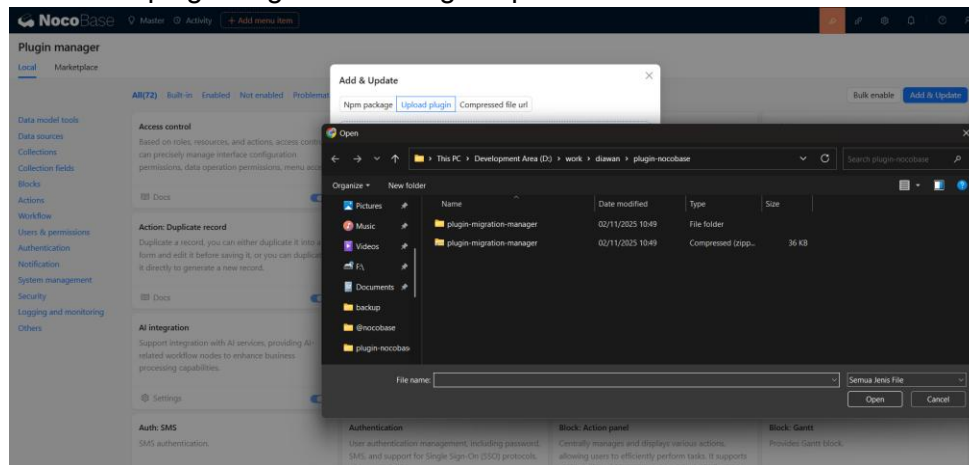 NocoBase Master Activity + Add menu item
Plugin manager
Local Marketplace
All(72) Built-in Enabled Not enabled
Bulk enable Add & Update
Data model tools
Data sources
Collections
Collection fields
Blocks
Actions
Workflow
Users & permissions
Authentication
Notification
System management
Security
Logging and monitoring
Others
Access control
Based on roles, resources, and actions, access
can precisely manage interface configuration
permissions, data operation permissions, menu
Docs
Action: Duplicate record
Duplicate a record, you can either duplicate it into a
form and edit it before saving it, or you can
it directly to generate a new record.
Docs
AI integration
Support integration with AI services, providing AI-
related workflow nodes to enhance business
processing capabilities.
Settings
Auth: SMS
SMS authentication.
Authentication
User authentication management, including password,
SMS, and support for Single Sign-On (SSO) protocols,
Block: Action panel
Centrally manages and displays various actions,
allowing users to efficiently perform tasks. It supports
Block: Gantt
Provides Gantt block.
Add & Update
Npm package Upload plugin Compressed file url
Open
This PC > Development Area (D:) > work > diawan > plugin-nocobase
Search plugin-nocobase
Organize New folder
Name Date modified Type Size
plugin-migration-manager 02/11/2025 10:49 File folder
plugin-migration-manager 02/11/2025 10:49 Compressed (zipp... 36 KB
Pictures
Music
Videos
Documents
backup
@nocobase
File name: Semua Jenis File
Open Cancel